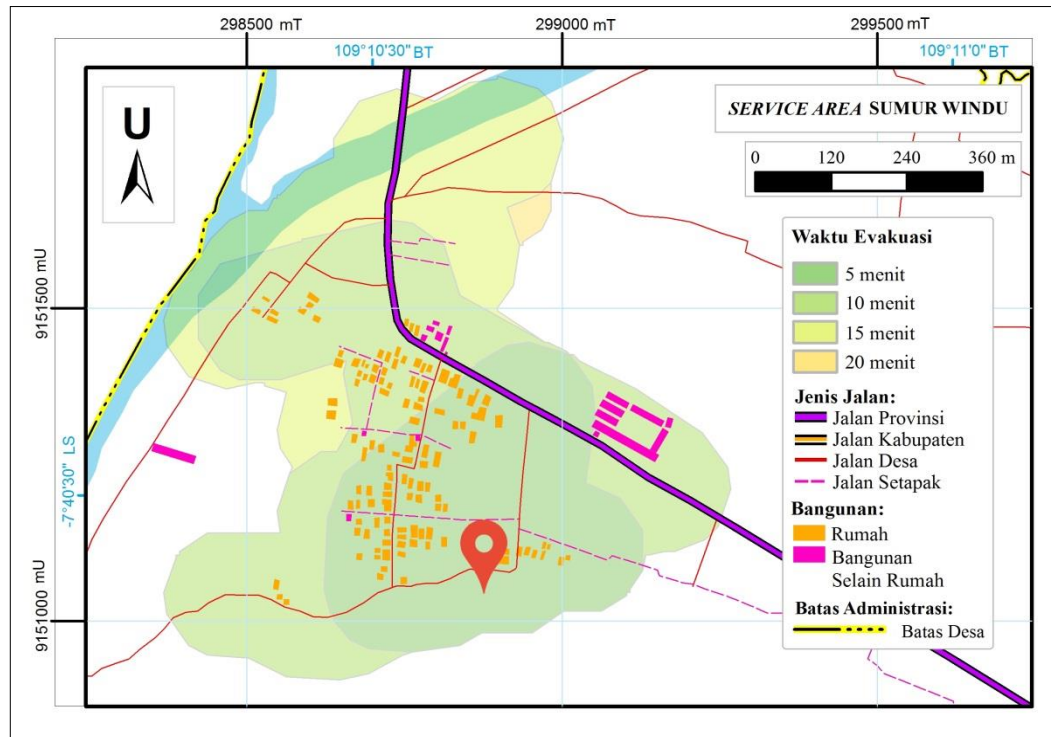 298500 mT
299000 mT
299500 mT
109°10'30" BT
109°11'0" BT
U
SERVICE AREA SUMUR WINDU
0 120 240 360 m
9151500 mU
-7°40'30" LS
9151000 mU
Waktu Evakuasi
5 menit
10 menit
15 menit
20 menit
Jenis Jalan:
Jalan Provinsi
Jalan Kabupaten
Jalan Desa
Jalan Setapak
Bangunan:
Rumah
Bangunan
Selain Rumah
Batas Administrasi:
Batas Desa